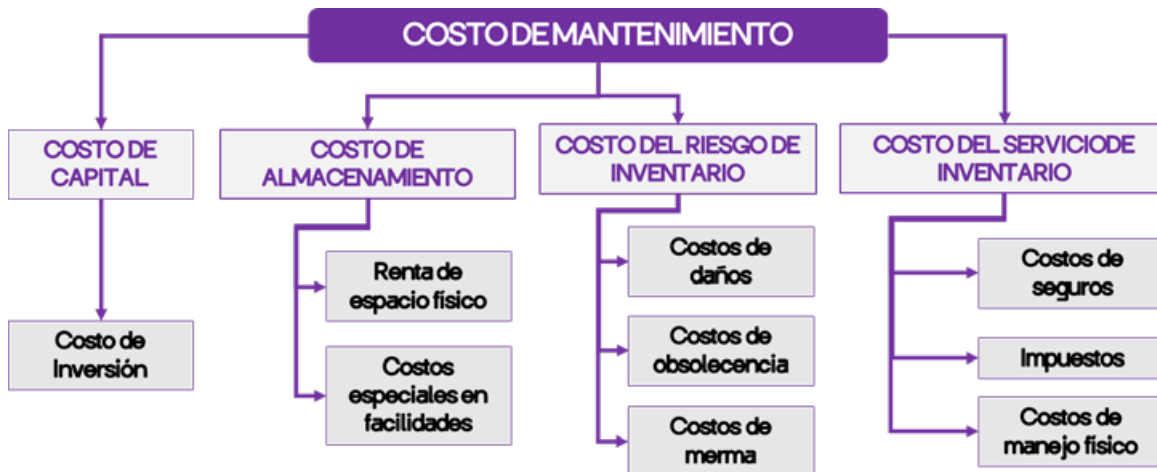 COSTO DE MANTENIMIENTO
COSTO DE
CAPITAL
COSTO DE
ALMACENAMIENTO
COSTO DEL RIESGO DE
INVENTARIO
COSTO DEL SERVICIODE
INVENTARIO
Costo de
Inversión
Renta de
espacio físico
Costos
especiales en
facilidades
Costos de
daños
Costos de
obsolecencia
Costos de
merma
Costos de
seguros
Impuestos
Costos de
manejo físico